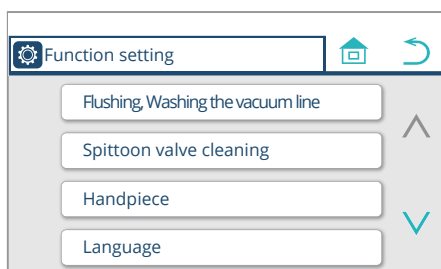 Function setting
Flushing, Washing the vacuum line
Spittoon valve cleaning
Handpiece
Language